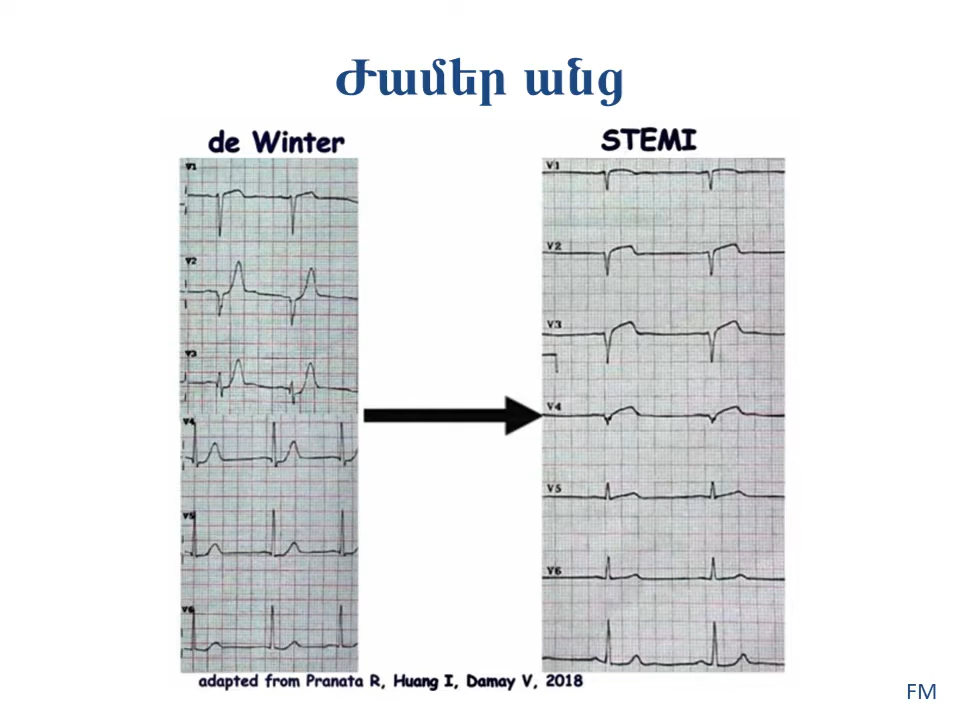 Ժամեր անց
de Winter
STEMI
V1
V2
V3
V4
V5
V6
V1
V2
V3
V4
V5
V6
adapted from Pranata R, Huang I, Damay V, 2018
FM